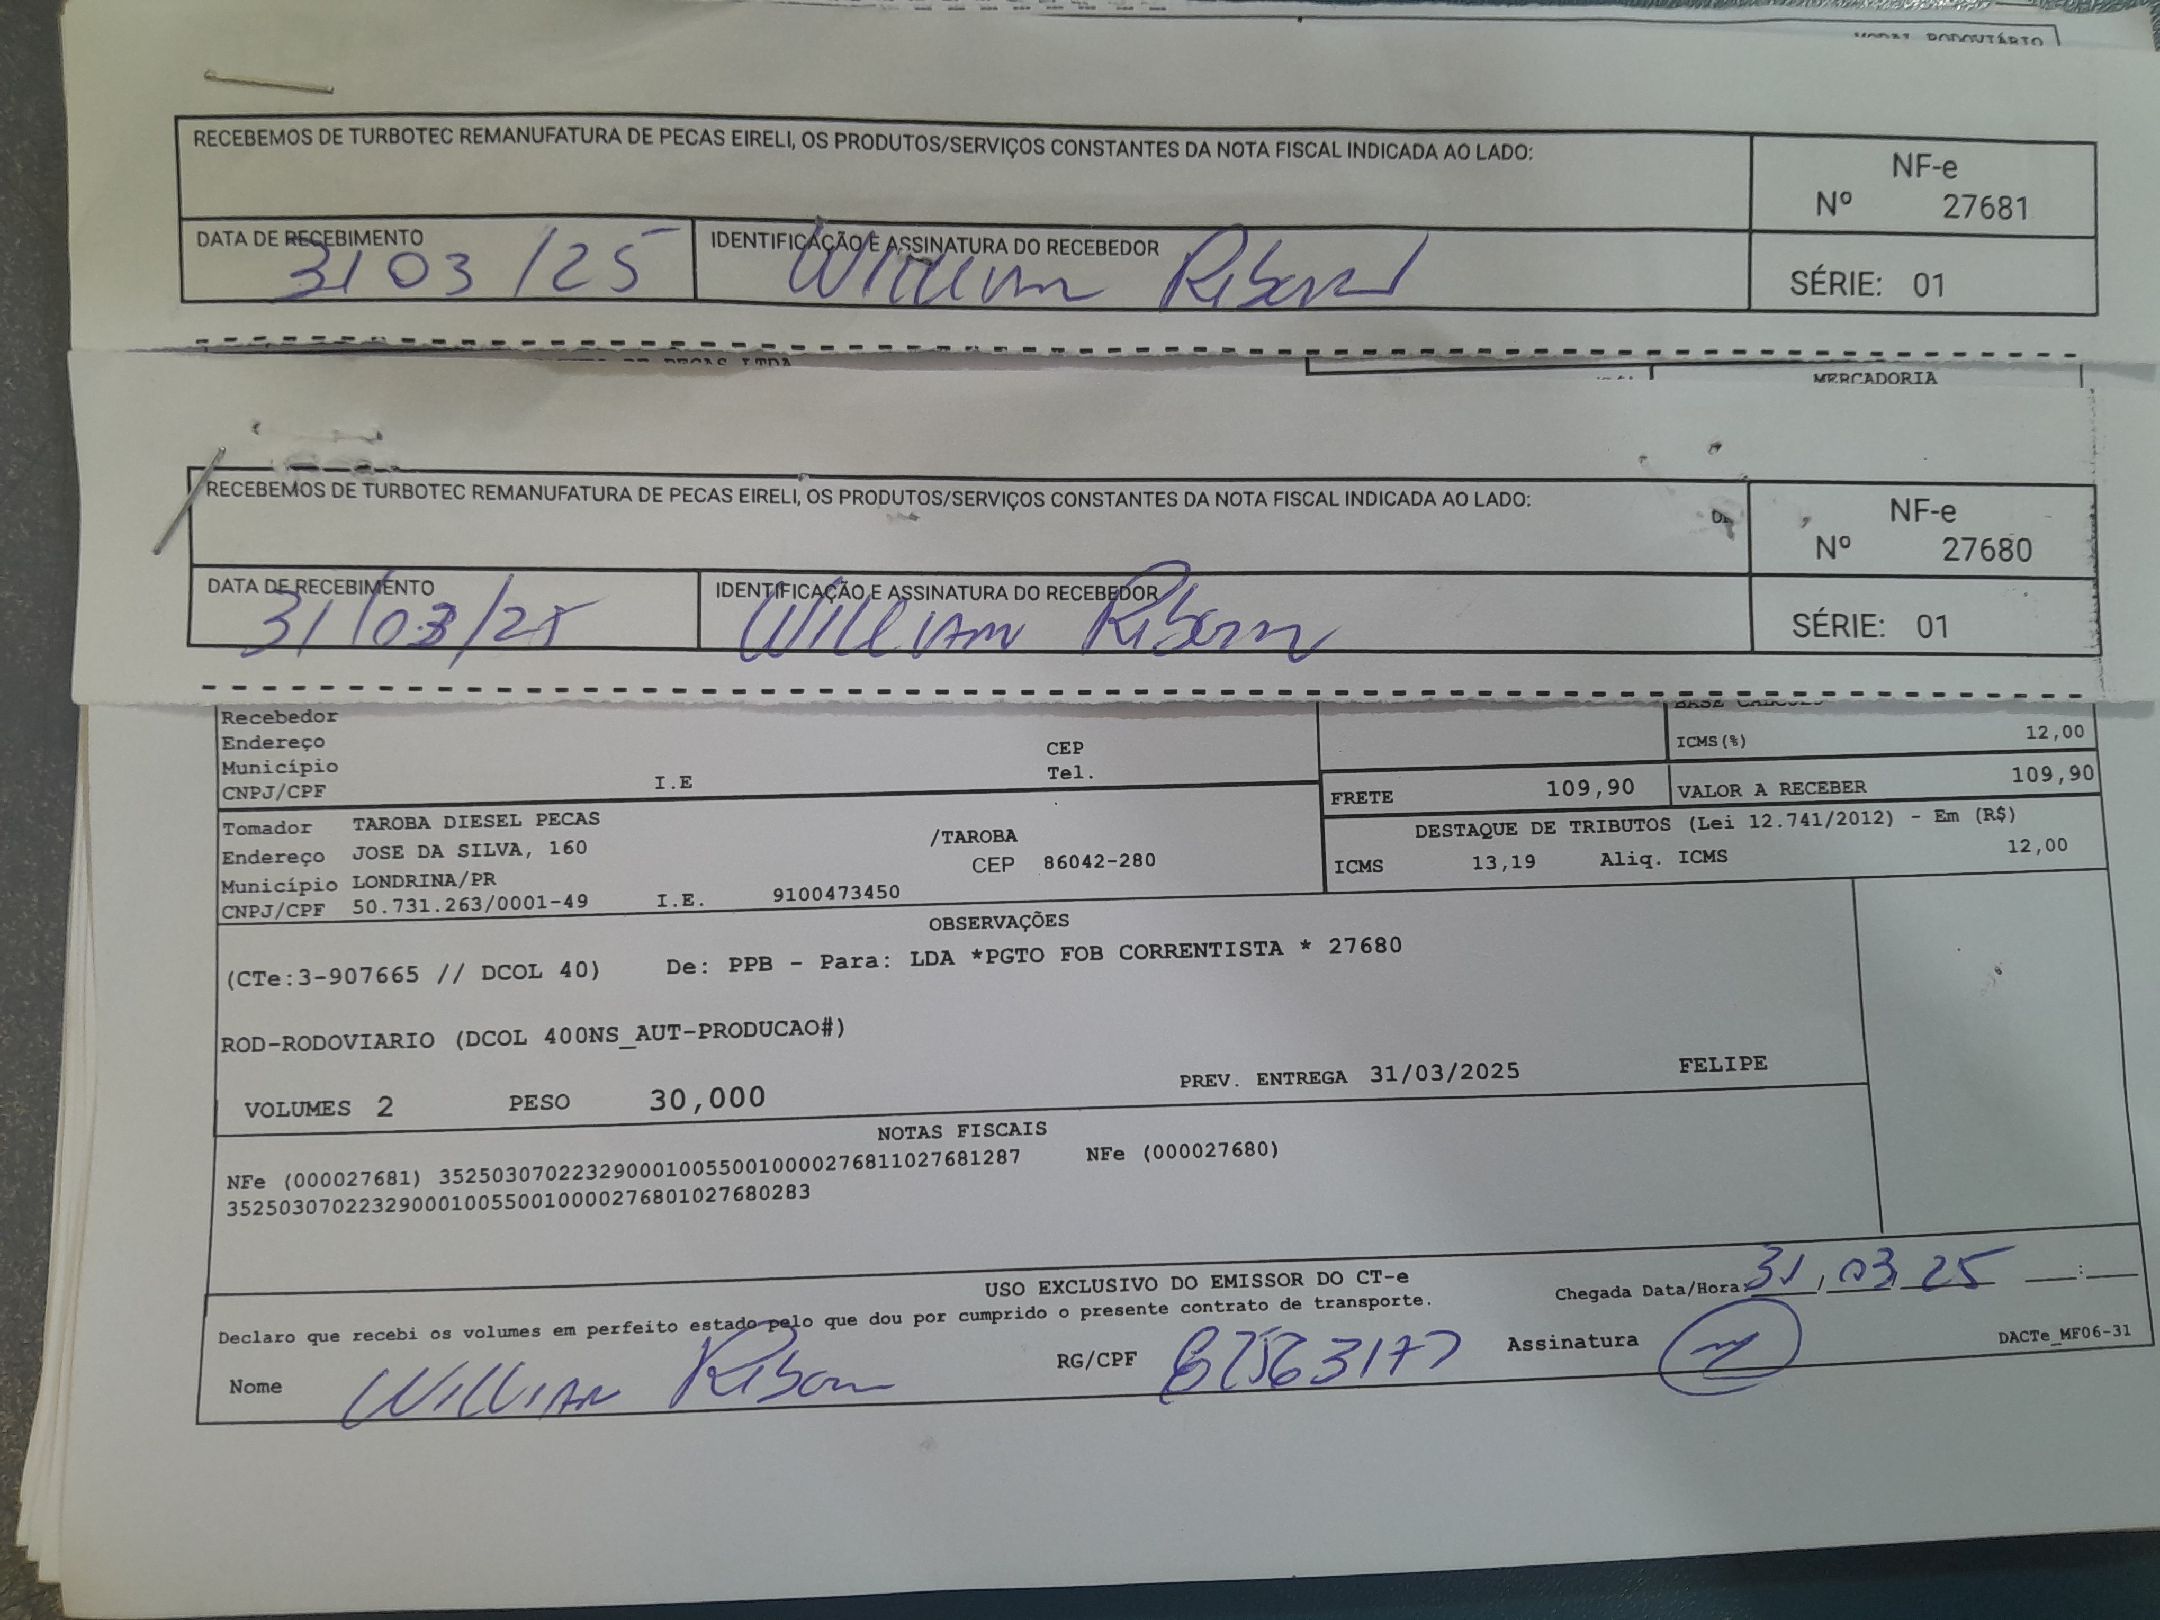 MODAL RODOVIÁRIO
RECEBEMOS DE TURBOTEC REMANUFATURA DE PECAS EIRELI, OS PRODUTOS/SERVIÇOS CONSTANTES DA NOTA FISCAL INDICADA AO LADO:
NF-e
Nº 27681
DATA DE RECEBIMENTO
31 03 /25
IDENTIFICAÇÃO E ASSINATURA DO RECEBEDOR
SÉRIE: 01
DE PECAS LTDA
MERCADORIA
RECEBEMOS DE TURBOTEC REMANUFATURA DE PECAS EIRELI, OS PRODUTOS/SERVIÇOS CONSTANTES DA NOTA FISCAL INDICADA AO LADO:
NF-e
Nº 27680
DATA DE RECEBIMENTO
31/03/25
IDENTIFICAÇÃO E ASSINATURA DO RECEBEDOR
Willian
SÉRIE: 01
Recebedor
Endereço CEP
Município Tel.
CNPJ/CPF I.E
BASE CALCULO
ICMS(%) 12,00
FRETE 109,90 VALOR A RECEBER 109,90
Tomador TAROBA DIESEL PECAS /TAROBA
Endereço JOSE DA SILVA, 160 CEP 86042-280
Município LONDRINA/PR
CNPJ/CPF 50.731.263/0001-49 I.E. 9100473450
DESTAQUE DE TRIBUTOS (Lei 12.741/2012) - Em (R$)
ICMS 13,19 Aliq. ICMS 12,00
OBSERVAÇÕES
(CTe:3-907665 // DCOL 40) De: PPB - Para: LDA *PGTO FOB CORRENTISTA * 27680
ROD-RODOVIARIO (DCOL 400NS_AUT-PRODUCAO#)
VOLUMES 2 PESO 30,000 PREV. ENTREGA 31/03/2025 FELIPE
NOTAS FISCAIS
NFe (000027681) 35250307022329000100550010000276811027681287 NFe (000027680)
35250307022329000100550010000276801027680283
USO EXCLUSIVO DO EMISSOR DO CT-e
Declaro que recebi os volumes em perfeito estado pelo que dou por cumprido o presente contrato de transporte.
Chegada Data/Hora: 31,03 25 :
Nome Willian
RG/CPF
Assinatura
DACTe_MF06-31